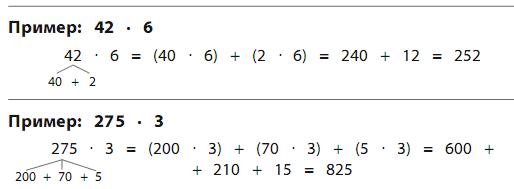 Пример: 42 · 6
42 · 6 = (40 · 6) + (2 · 6) = 240 + 12 = 252
40 + 2
Пример: 275 · 3
275 · 3 = (200 · 3) + (70 · 3) + (5 · 3) = 600 +
200 + 70 + 5
+ 210 + 15 = 825